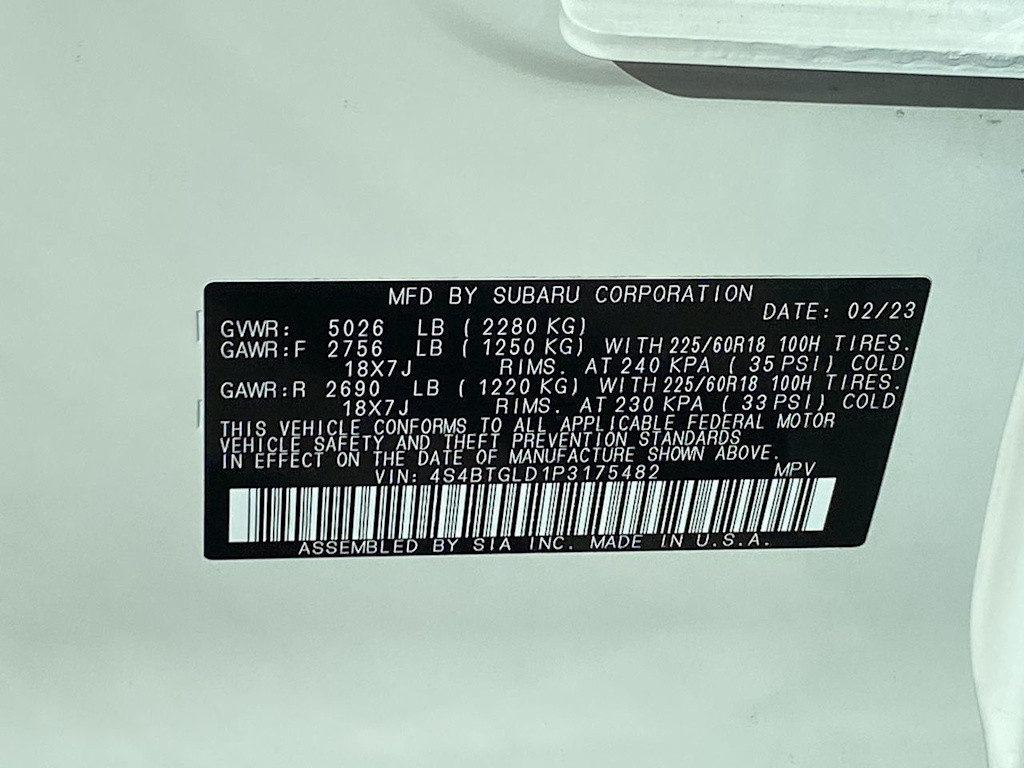 MFD BY SUBARU CORPORATION
DATE: 02/23
GVWR: 5026 LB ( 2280 KG)
GAWR:F 2756 LB ( 1250 KG) WITH 225/60R18 100H TIRES.
18X7J RIMS. AT 240 KPA ( 35 PSI) COLD
GAWR:R 2690 LB ( 1220 KG) WITH 225/60R18 100H TIRES.
18X7J RIMS. AT 230 KPA ( 33 PSI) COLD
THIS VEHICLE CONFORMS TO ALL APPLICABLE FEDERAL MOTOR
VEHICLE SAFETY AND THEFT PREVENTION STANDARDS
IN EFFECT ON THE DATE OF MANUFACTURE SHOWN ABOVE.
VIN: 4S4BTGLD1P3175482 MPV
ASSEMBLED BY SIA INC. MADE IN U.S.A.